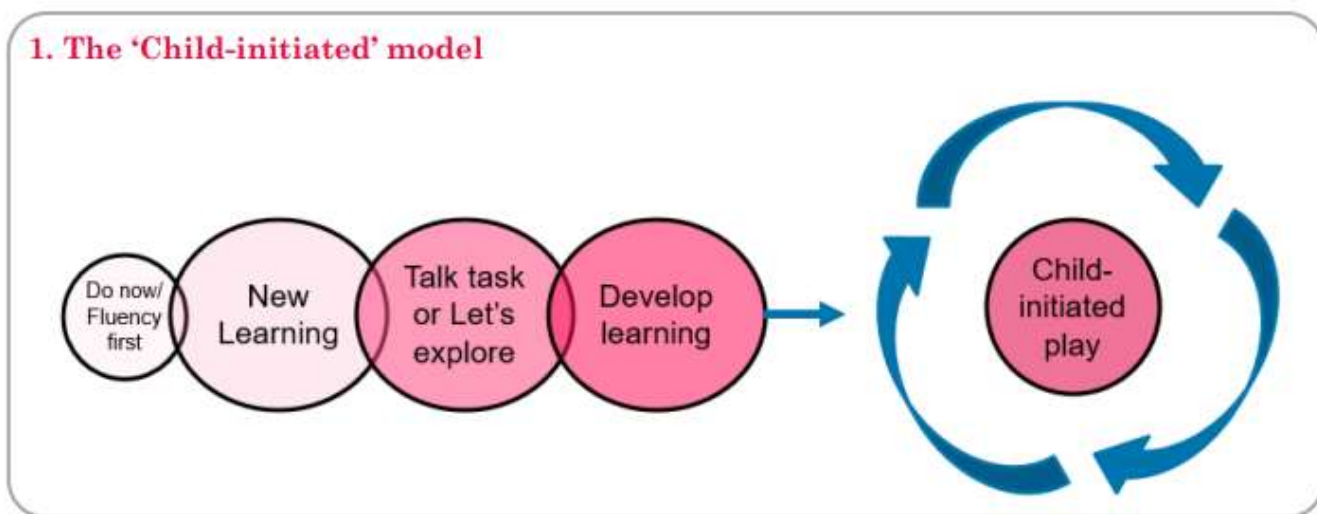 1. The ‘Child-initiated’ model
Do now/
Fluency
first
New
Learning
Talk task
or Let's
explore
Develop
learning
Child-
initiated
play